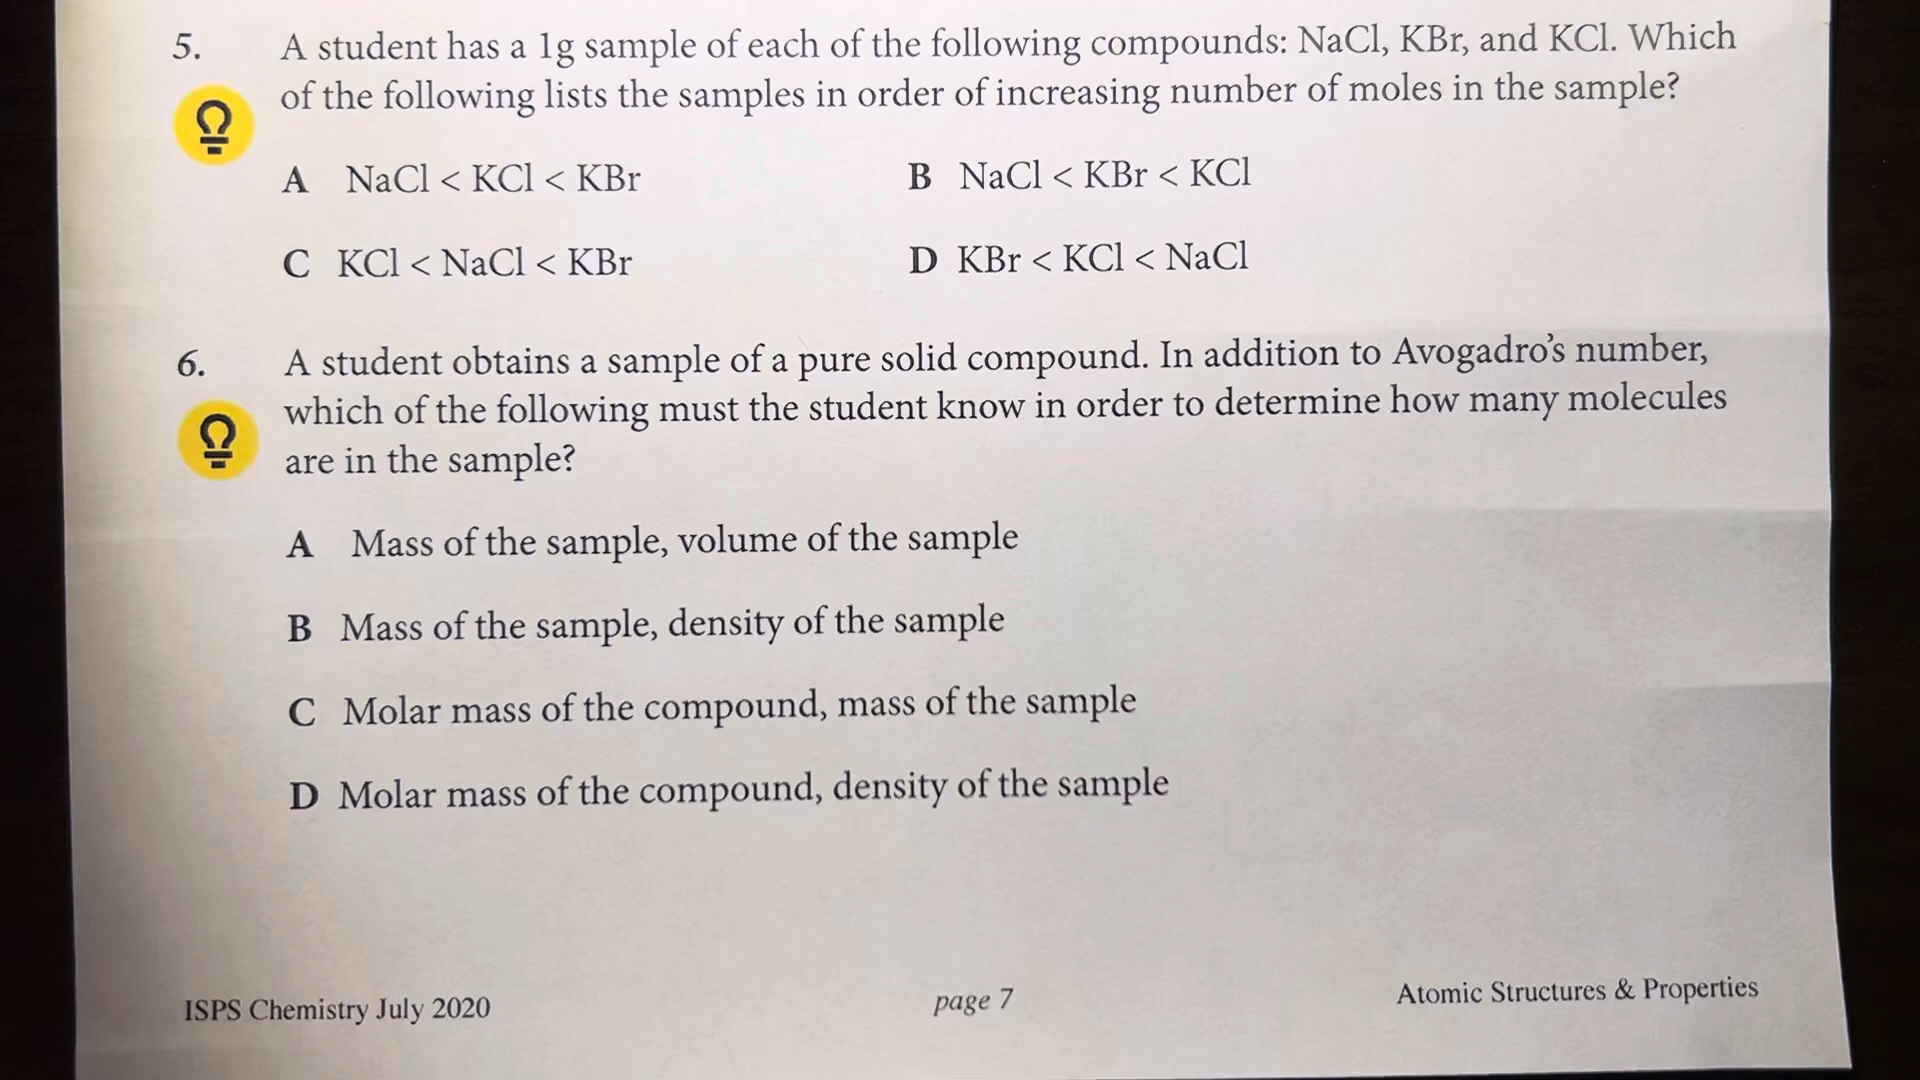 5. A student has a 1g sample of each of the following compounds: NaCl, KBr, and KCl. Which
of the following lists the samples in order of increasing number of moles in the sample?
A NaCl < KCl < KBr
B NaCl < KBr < KCl
C KCl < NaCl < KBr
D KBr < KCl < NaCl
6. A student obtains a sample of a pure solid compound. In addition to Avogadro's number,
which of the following must the student know in order to determine how many molecules
are in the sample?
A Mass of the sample, volume of the sample
B Mass of the sample, density of the sample
C Molar mass of the compound, mass of the sample
D Molar mass of the compound, density of the sample
ISPS Chemistry July 2020
page 7
Atomic Structures & Properties